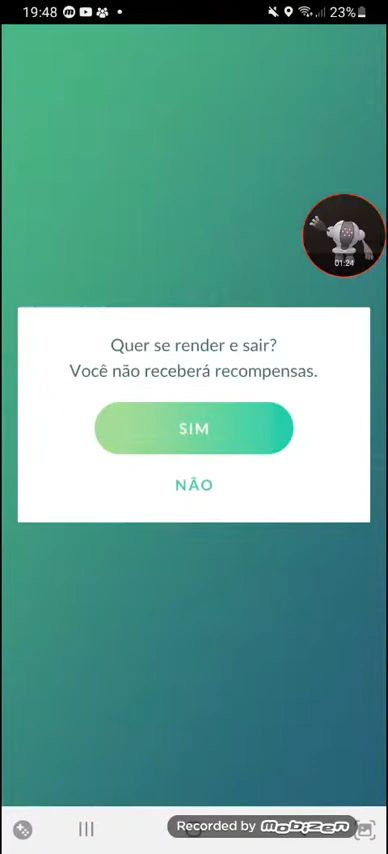 19:48
23%
01:24
Quer se render e sair?
Você não receberá recompensas.
SIM
NÃO
Recorded by Mobizen